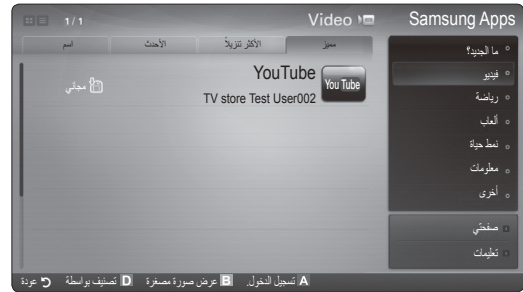 Samsung Apps
Video
1/1
ما الجديد؟
فيديو
رياضة
ألعاب
نمط حياة
معلومات
أخرى
صفحتي
تعليمات
مميز
الأكثر تنزيلاً
الأحدث
اسم
You Tube
YouTube
TV store Test User002
مجاني
A تسجيل الدخول. B عرض صورة مصغرة D تصنيف بواسطة عودة